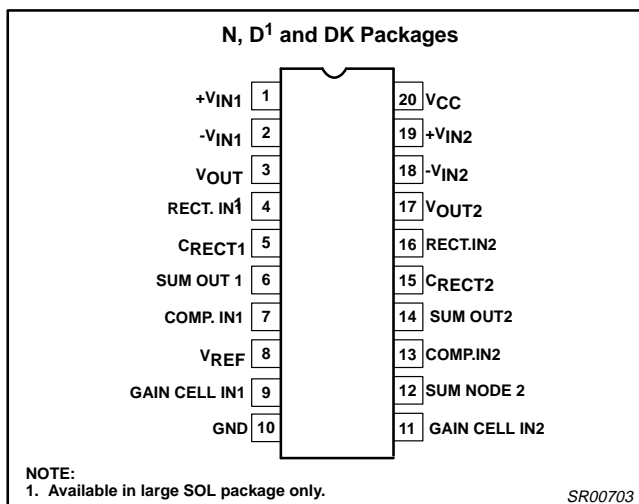 N, D1 and DK Packages
+VIN1 1
-VIN1 2
VOUT 3
RECT. IN1 4
CRECT1 5
SUM OUT 1 6
COMP. IN1 7
VREF 8
GAIN CELL IN1 9
GND 10
20 VCC
19 +VIN2
18 -VIN2
17 VOUT2
16 RECT.IN2
15 CRECT2
14 SUM OUT2
13 COMP.IN2
12 SUM NODE 2
11 GAIN CELL IN2
NOTE:
1. Available in large SOL package only.
SR00703